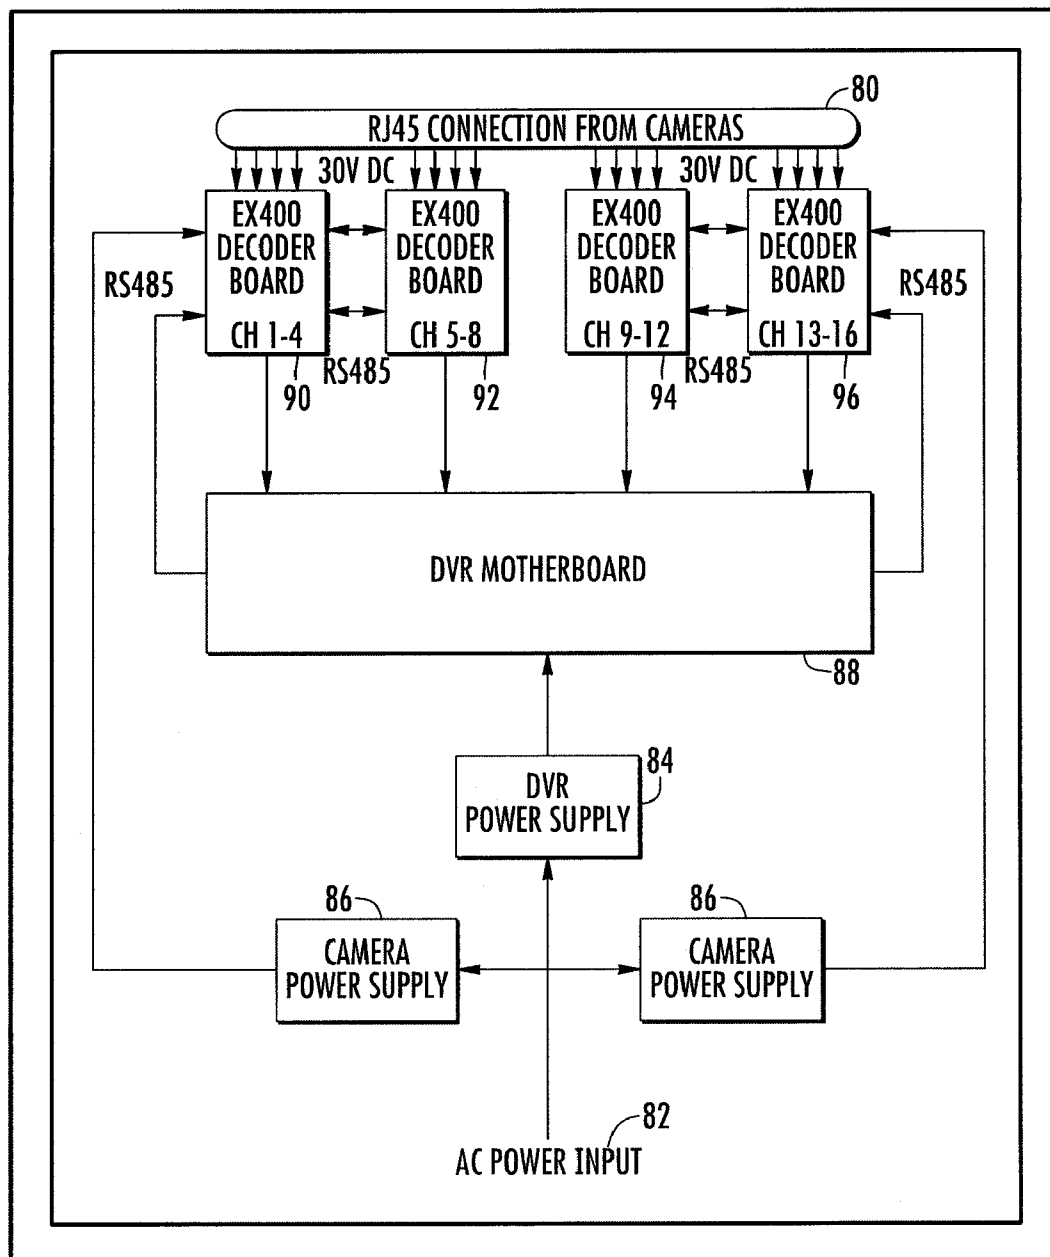 80
RJ45 CONNECTION FROM CAMERAS
30V DC
30V DC
EX400
DECODER
BOARD
CH 1-4
EX400
DECODER
BOARD
CH 5-8
EX400
DECODER
BOARD
CH 9-12
EX400
DECODER
BOARD
CH 13-16
RS485
RS485
RS485
RS485
90
92
94
96
DVR MOTHERBOARD
88
DVR
POWER SUPPLY
84
86
CAMERA
POWER SUPPLY
86
CAMERA
POWER SUPPLY
82
AC POWER INPUT